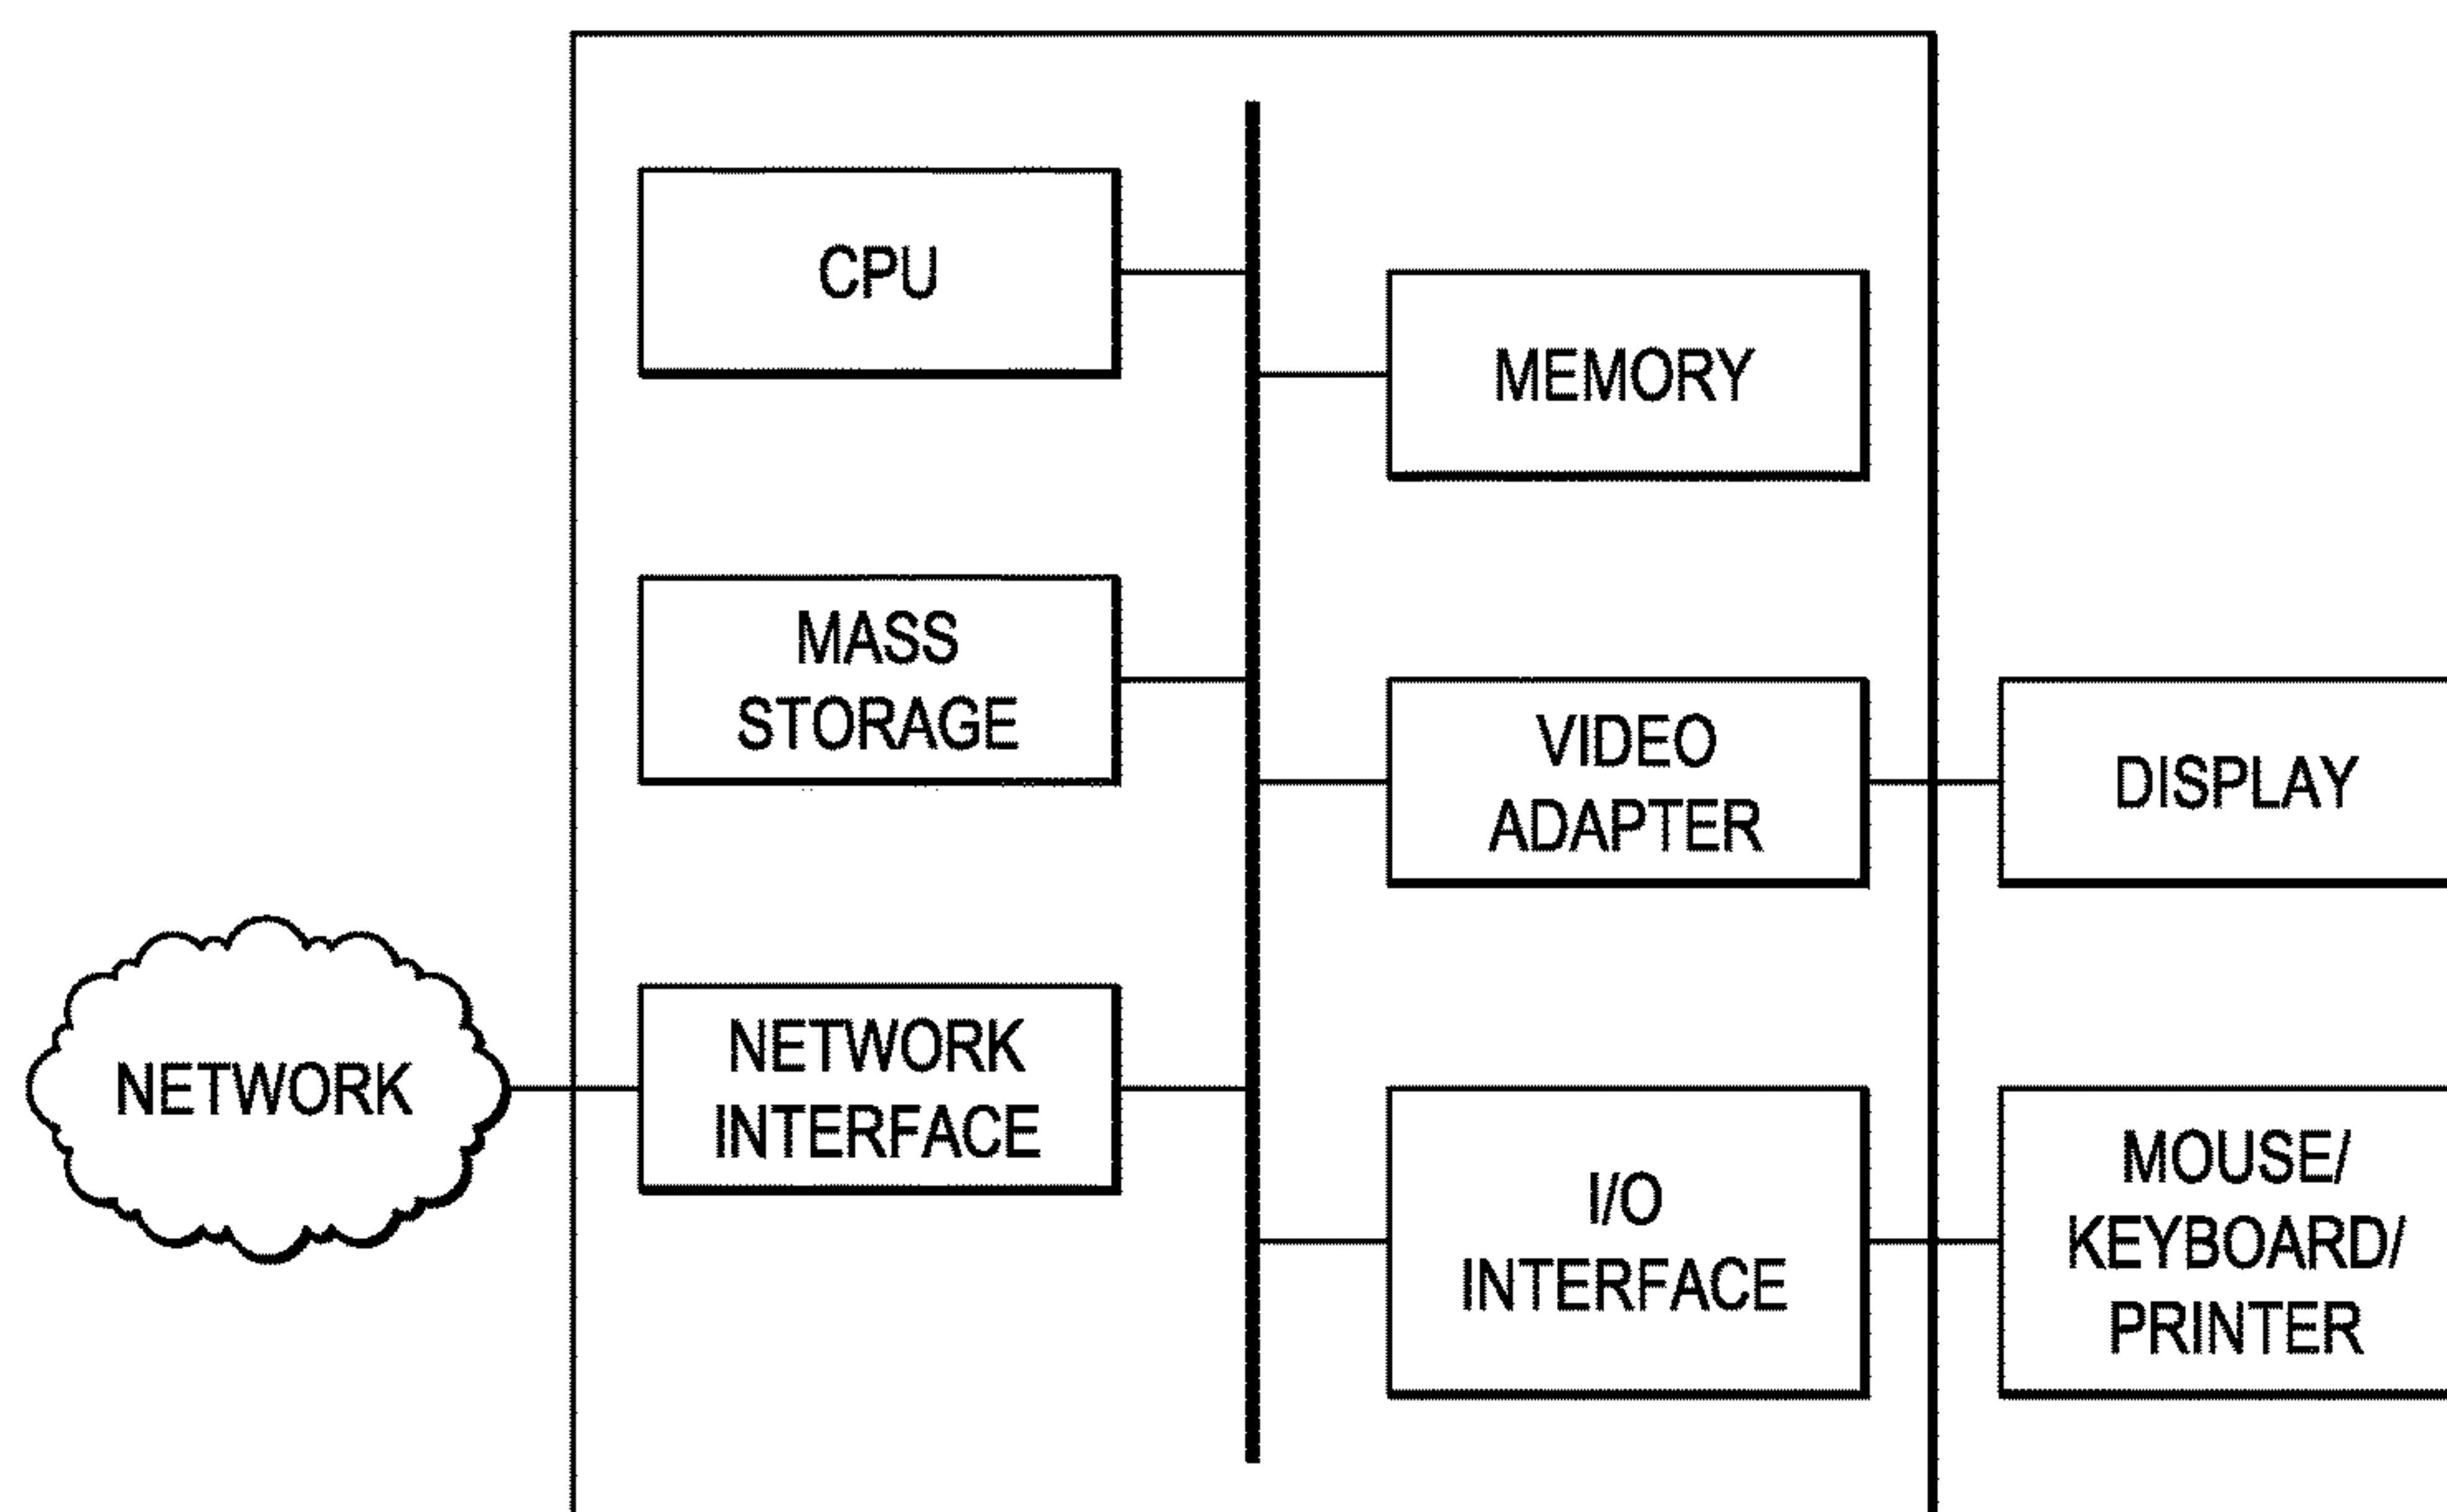 CPU
MEMORY
MASS
STORAGE
VIDEO
ADAPTER
DISPLAY
NETWORK
NETWORK
INTERFACE
I/O
INTERFACE
MOUSE/
KEYBOARD/
PRINTER